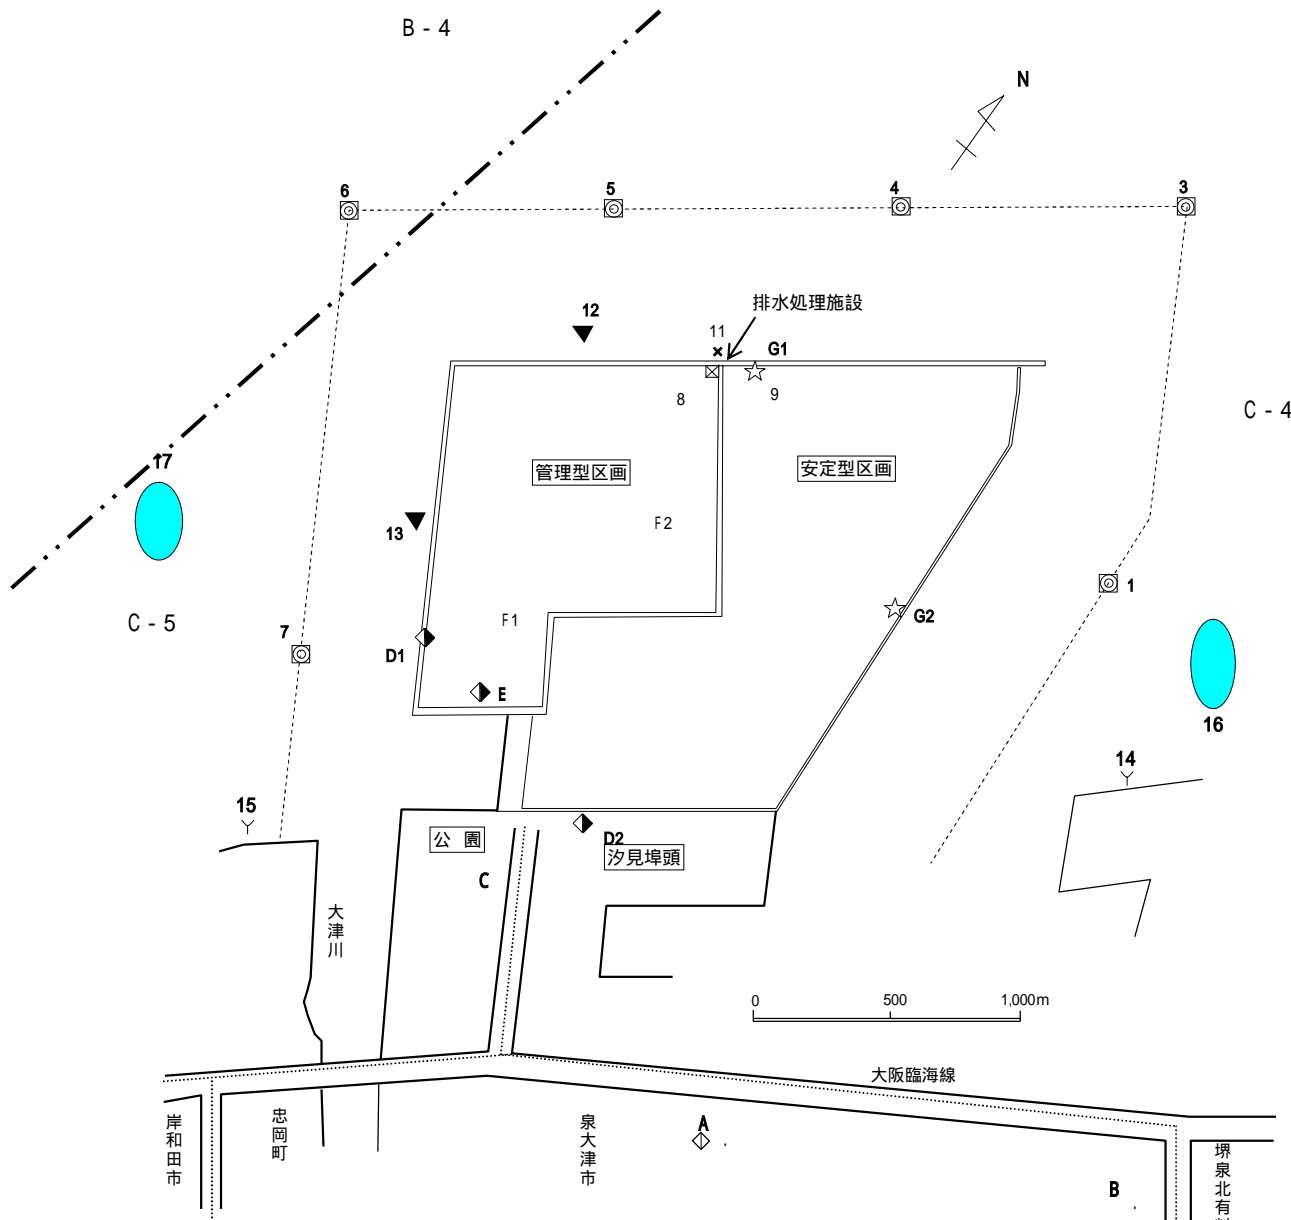 B - 4
N
6
5
4
3
12
排水処理施設
11
G1
8
9
C - 4
17
管理型区画
安定型区画
13
F2
1
C - 5
F1
G2
7
D1
E
16
14
15
公 園
D2
汐見埠頭
C
大津川
0
500
1,000m
大阪臨海線
岸和田市
忠岡町
泉大津市
A
B
堺泉北有料